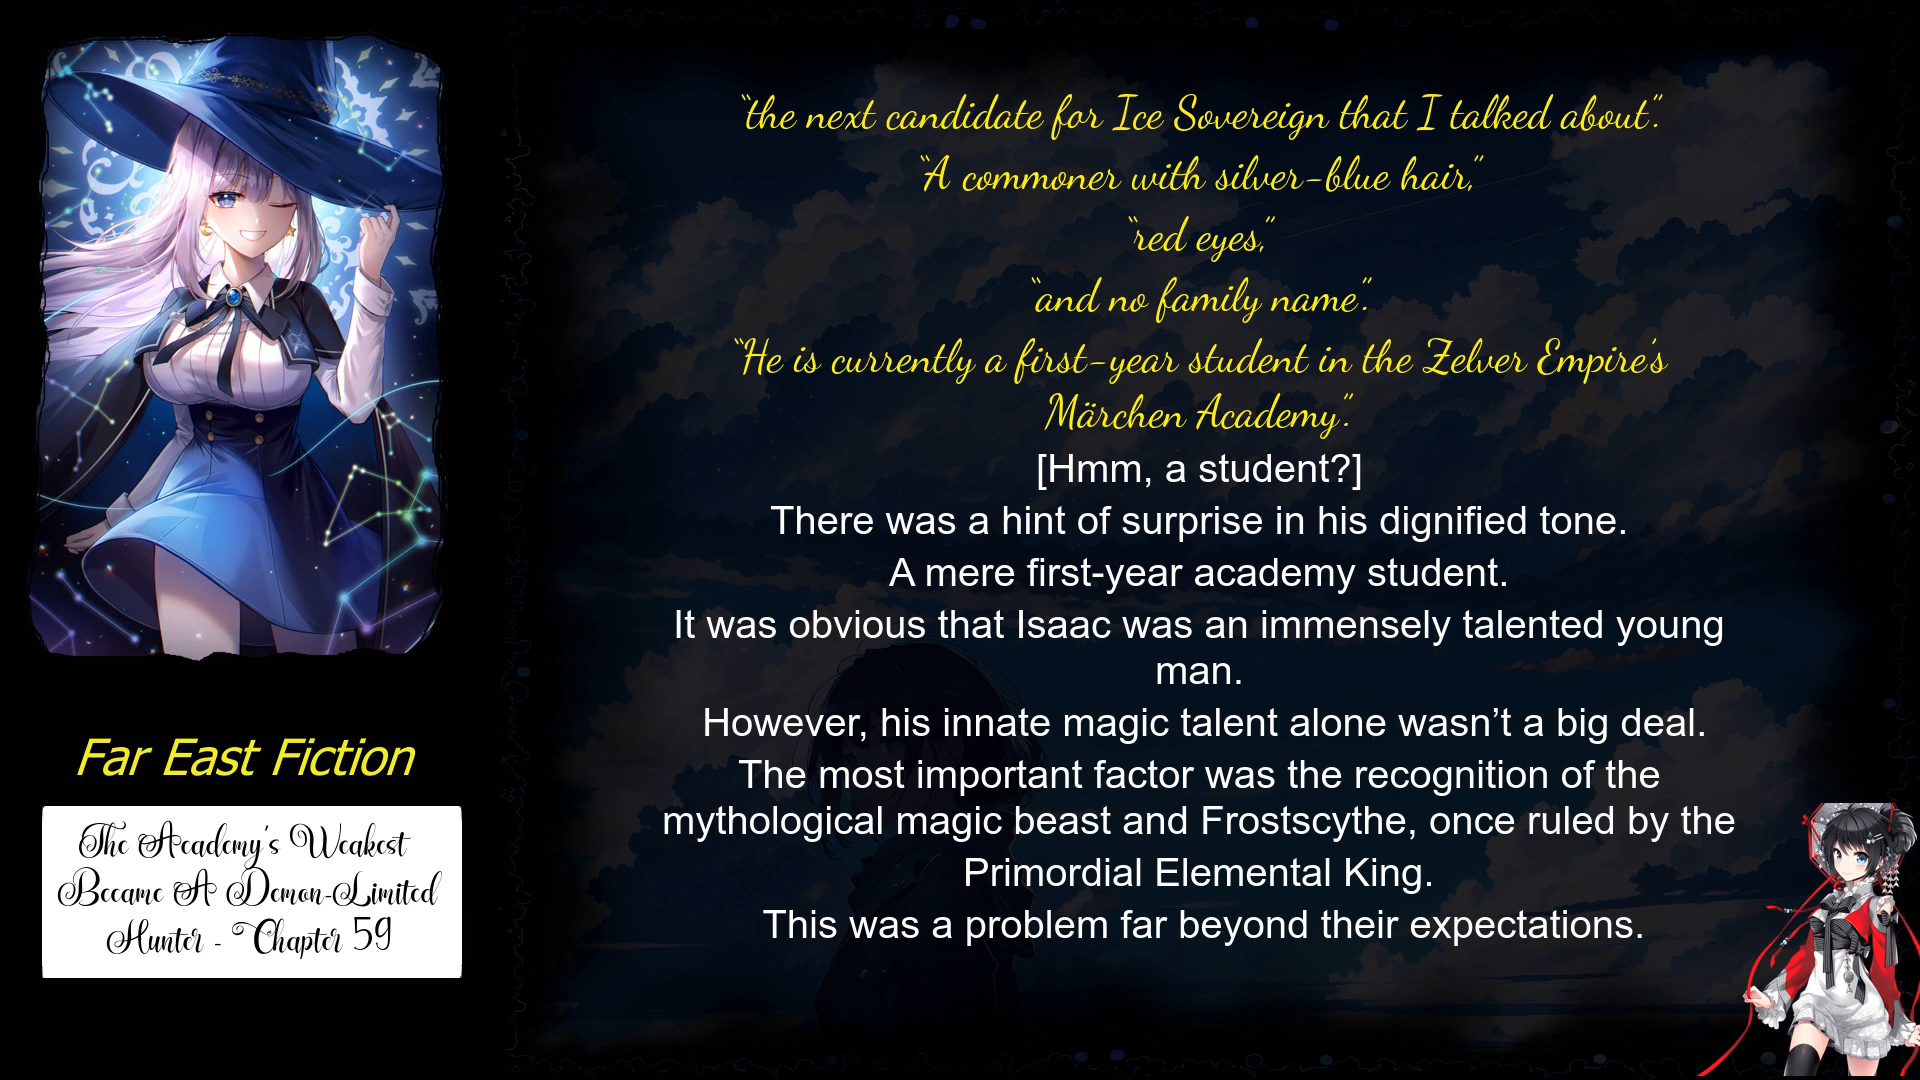 “the next candidate for Ice Sovereign that I talked about”.
“A commoner with silver-blue hair,”
“red eyes,”
“and no family name”.
“He is currently a first-year student in the Zelver Empire’s
Märchen Academy”.
[Hmm, a student?]
There was a hint of surprise in his dignified tone.
A mere first-year academy student.
It was obvious that Isaac was an immensely talented young
man.
However, his innate magic talent alone wasn’t a big deal.
The most important factor was the recognition of the
mythological magic beast and Frostscythe, once ruled by the
Primordial Elemental King.
This was a problem far beyond their expectations.
Far East Fiction
The Academy's Weakest
Became A Demon-Limited
Hunter - Chapter 59